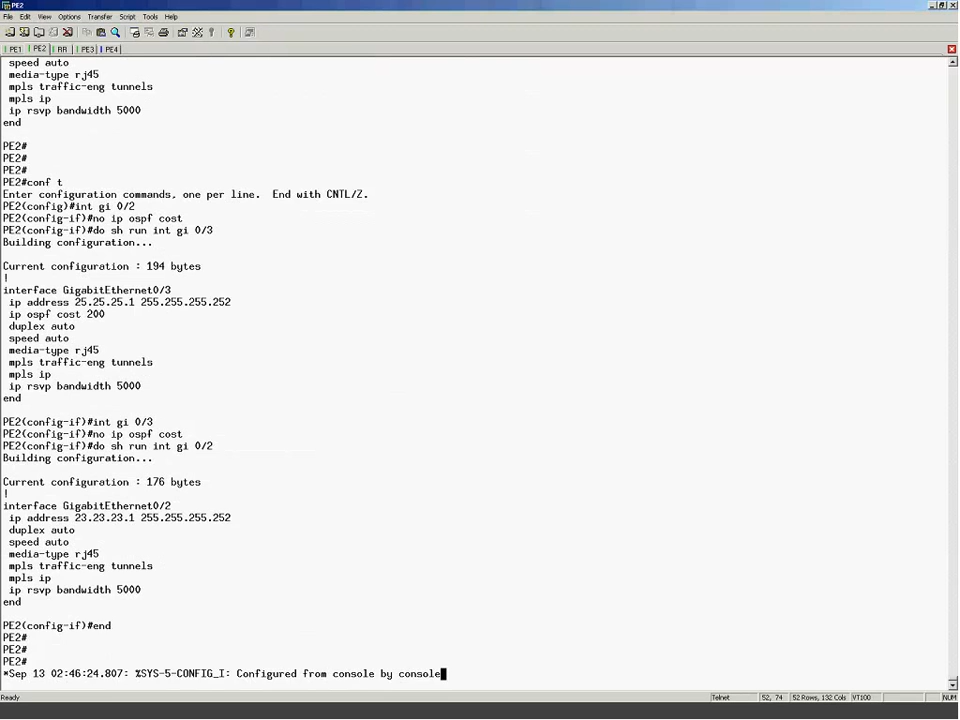 PE2
File Edit View Options Transfer Script Tools Help
PE1 PE2 RR PE3 PE4
speed auto
media-type rj45
mpls traffic-eng tunnels
mpls ip
ip rsvp bandwidth 5000
end
PE2#
PE2#
PE2#
PE2#conf t
Enter configuration commands, one per line.  End with CNTL/Z.
PE2(config)#int gi 0/2
PE2(config-if)#no ip ospf cost
PE2(config-if)#do sh run int gi 0/3
Building configuration...
Current configuration : 194 bytes
!
interface GigabitEthernet0/3
ip address 25.25.25.1 255.255.255.252
ip ospf cost 200
duplex auto
speed auto
media-type rj45
mpls traffic-eng tunnels
mpls ip
ip rsvp bandwidth 5000
end
PE2(config-if)#int gi 0/3
PE2(config-if)#no ip ospf cost
PE2(config-if)#do sh run int gi 0/2
Building configuration...
Current configuration : 176 bytes
!
interface GigabitEthernet0/2
ip address 23.23.23.1 255.255.255.252
duplex auto
speed auto
media-type rj45
mpls traffic-eng tunnels
mpls ip
ip rsvp bandwidth 5000
end
PE2(config-if)#end
PE2#
PE2#
PE2#
*Sep 13 02:46:24.807: %SYS-5-CONFIG_I: Configured from console by console
Ready Telnet 52, 74 52 Rows, 132 Cols VT100 NUM